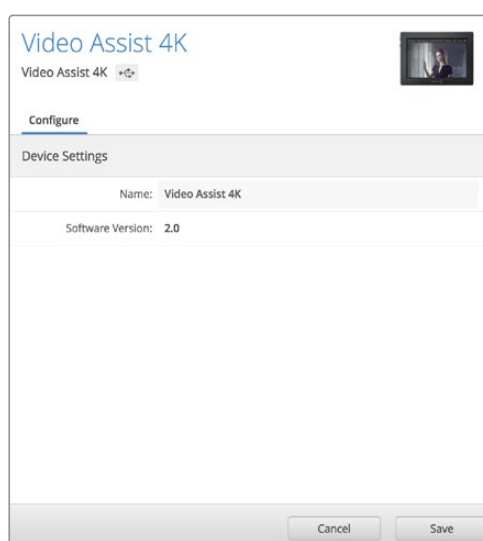 Video Assist 4K
Video Assist 4K
Configure
Device Settings
Name: Video Assist 4K
Software Version: 2.0
Cancel Save